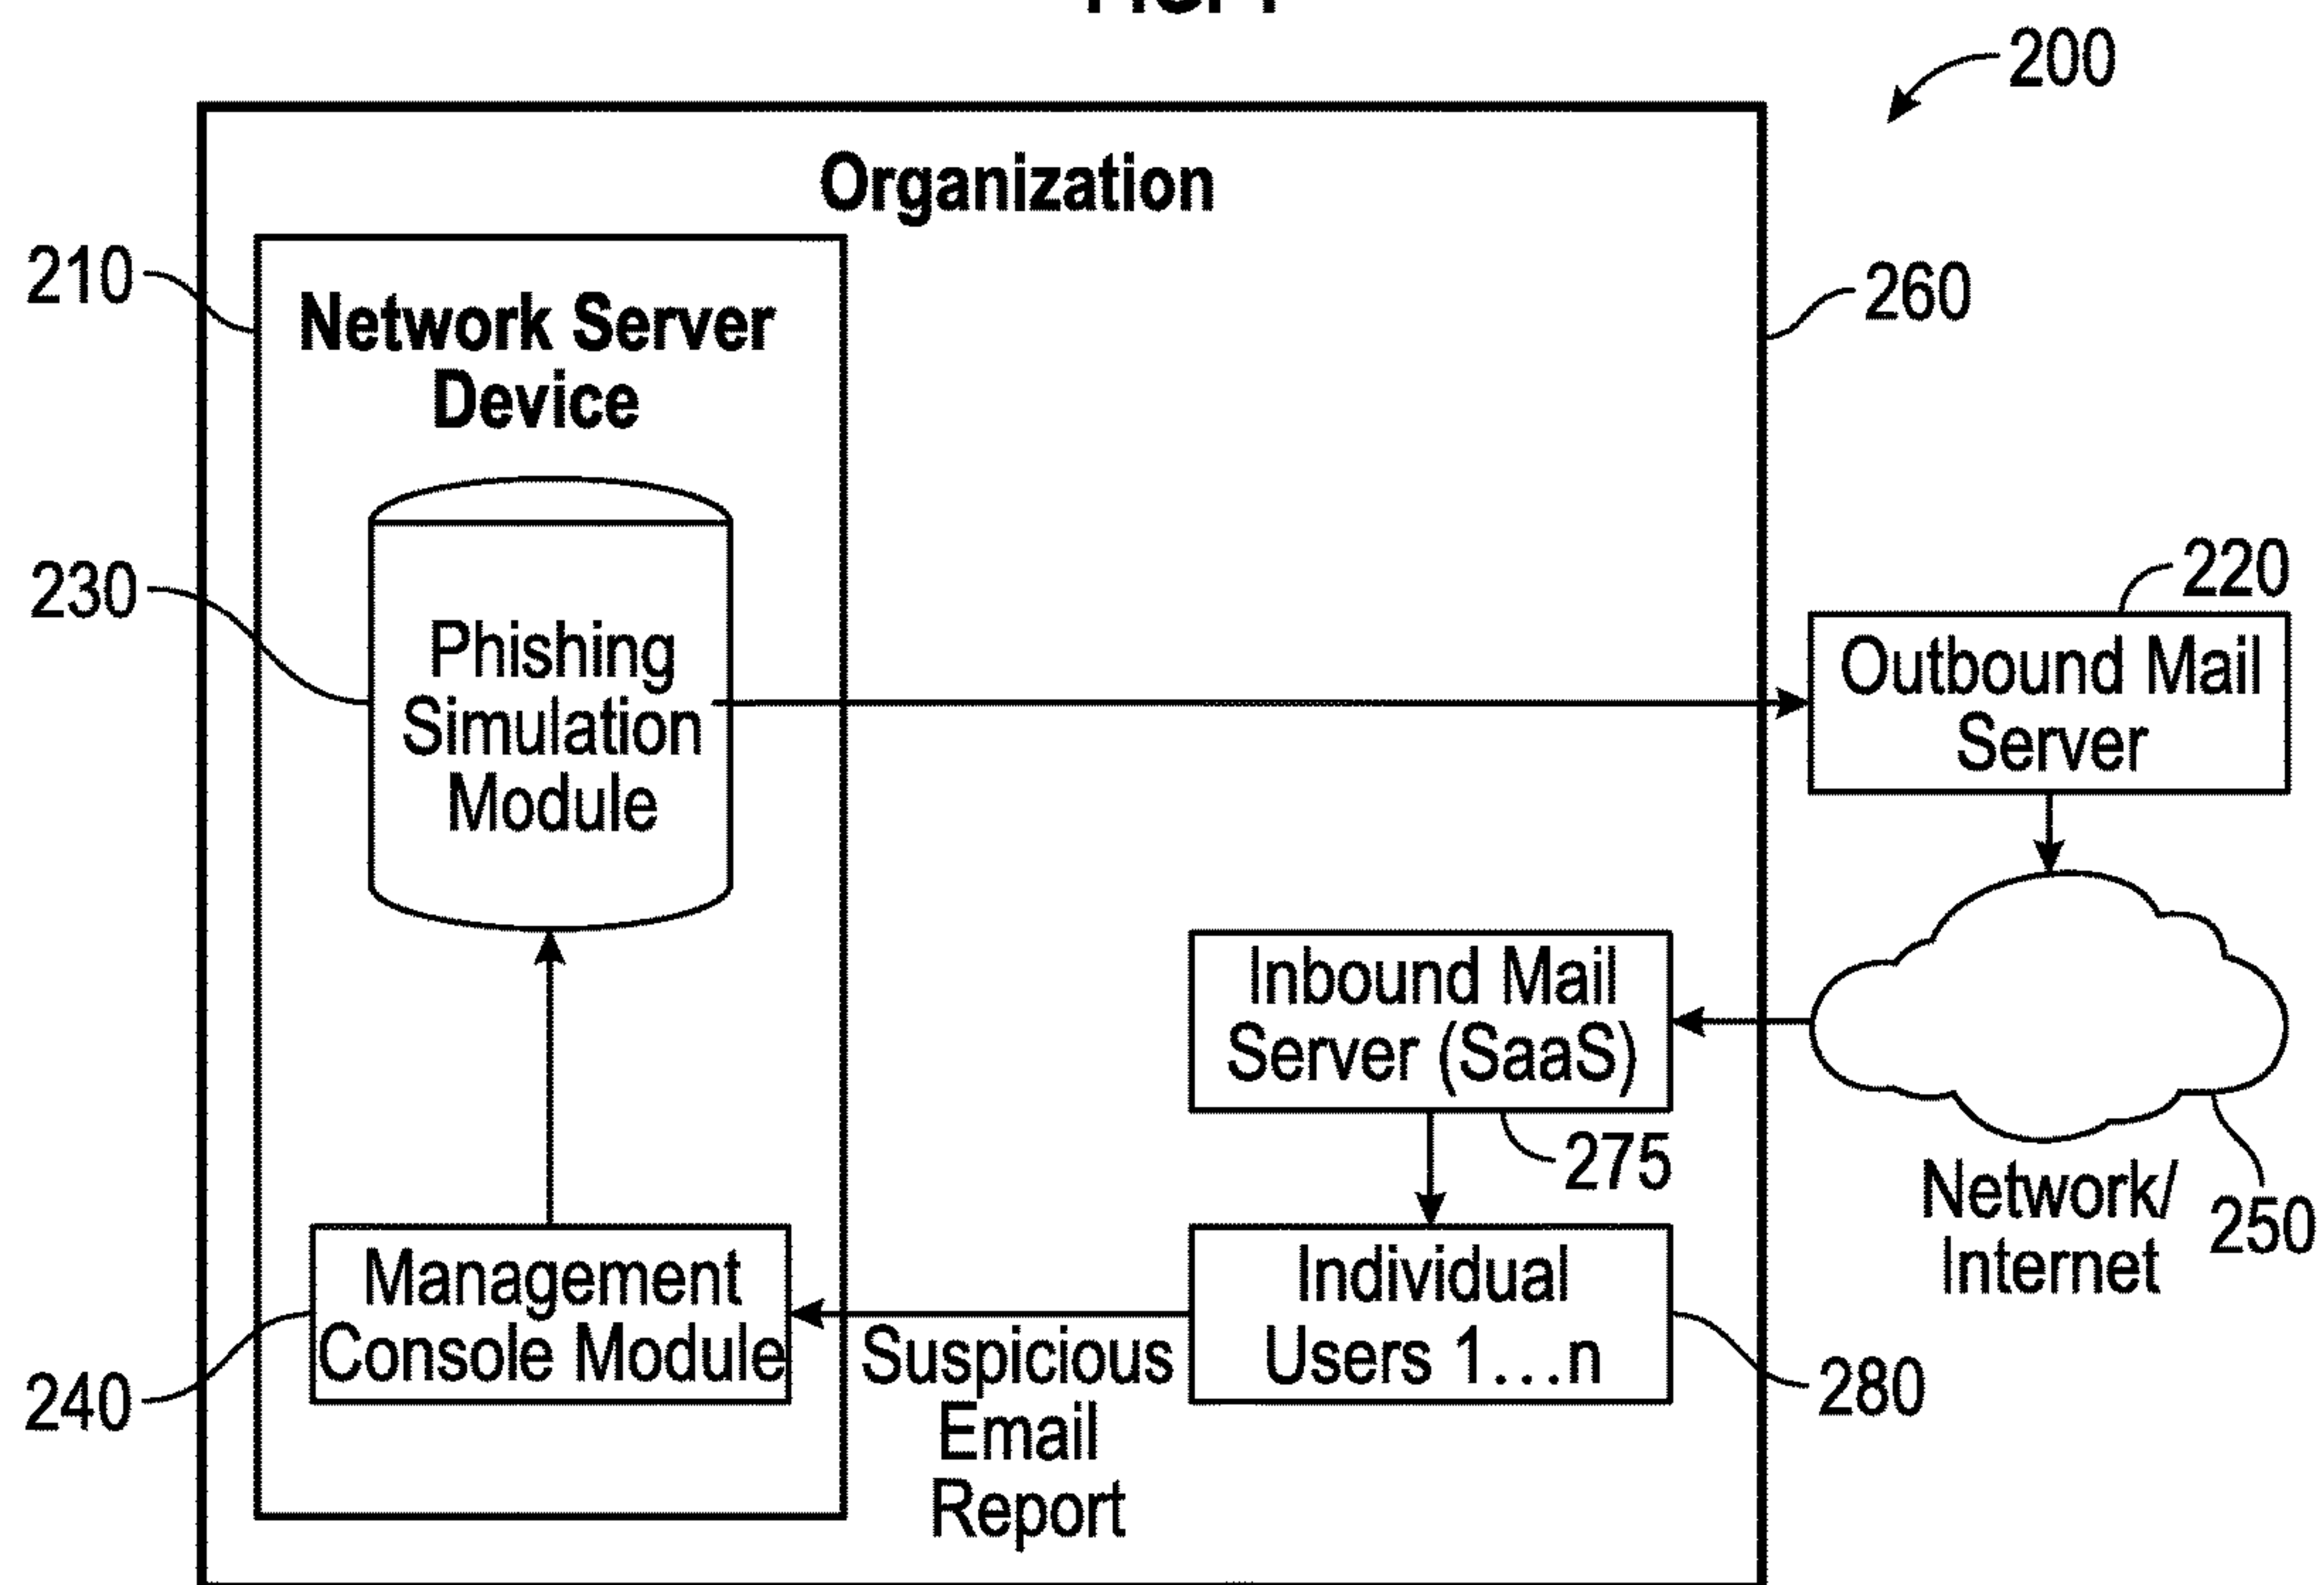 200
Organization
210
260
Network Server
Device
230
Phishing
Simulation
Module
220
Outbound Mail
Server
Inbound Mail
Server (SaaS)
275
Network/
Internet
250
Management
Console Module
240
Suspicious
Email
Report
Individual
Users 1...n
280